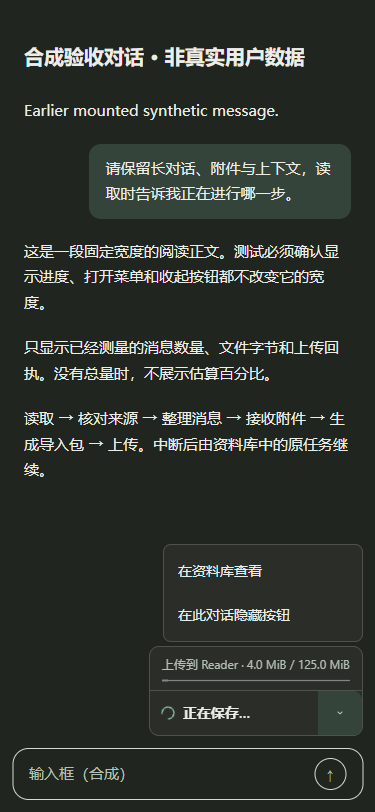 合成验收对话 · 非真实用户数据
Earlier mounted synthetic message.
请保留长对话、附件与上下文，读
取时告诉我正在进行哪一步。
这是一段固定宽度的阅读正文。测试必须确认显
示进度、打开菜单和收起按钮都不改变它的宽
度。
只显示已经测量的消息数量、文件字节和上传回
执。没有总量时，不展示估算百分比。
读取 → 核对来源 → 整理消息 → 接收附件 → 生
成导入包 → 上传。中断后由资料库中的原任务继
续。
在资料库查看
在此对话隐藏按钮
上传到 Reader · 4.0 MiB / 125.0 MiB
正在保存...
输入框（合成）